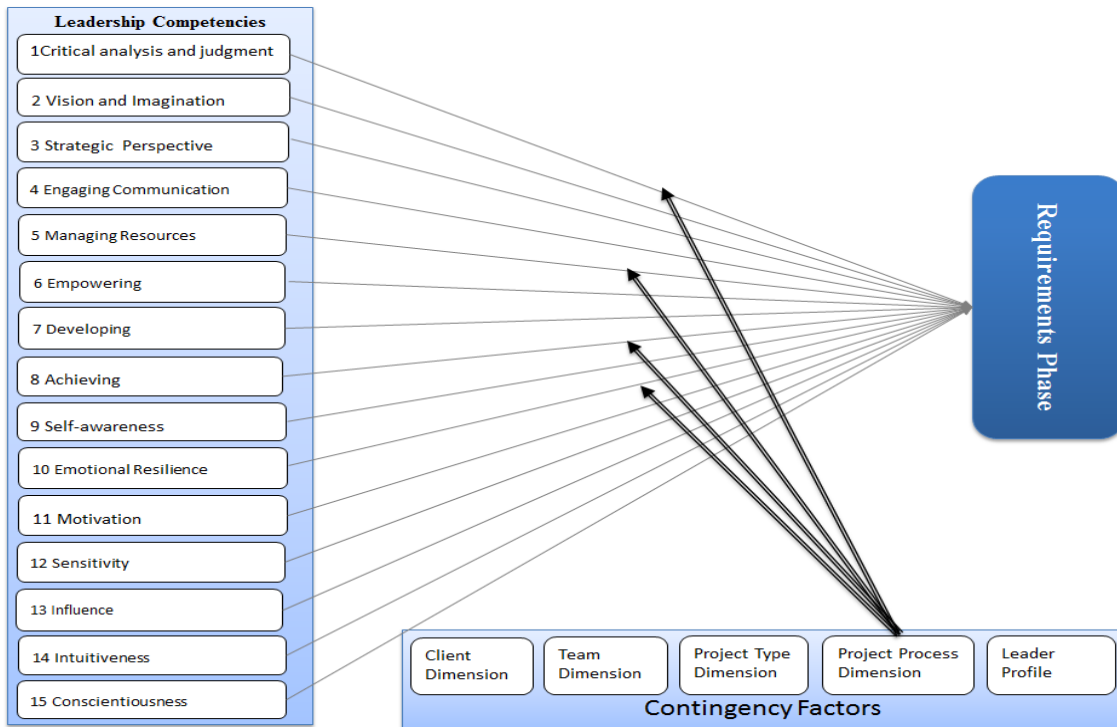 Leadership Competencies
1Critical analysis and judgment
2 Vision and Imagination
3 Strategic Perspective
4 Engaging Communication
5 Managing Resources
6 Empowering
7 Developing
8 Achieving
9 Self-awareness
10 Emotional Resilience
11 Motivation
12 Sensitivity
13 Influence
14 Intuitiveness
15 Conscientiousness
Requirements Phase
Client
Dimension
Team
Dimension
Project Type
Dimension
Project Process
Dimension
Leader
Profile
Contingency Factors